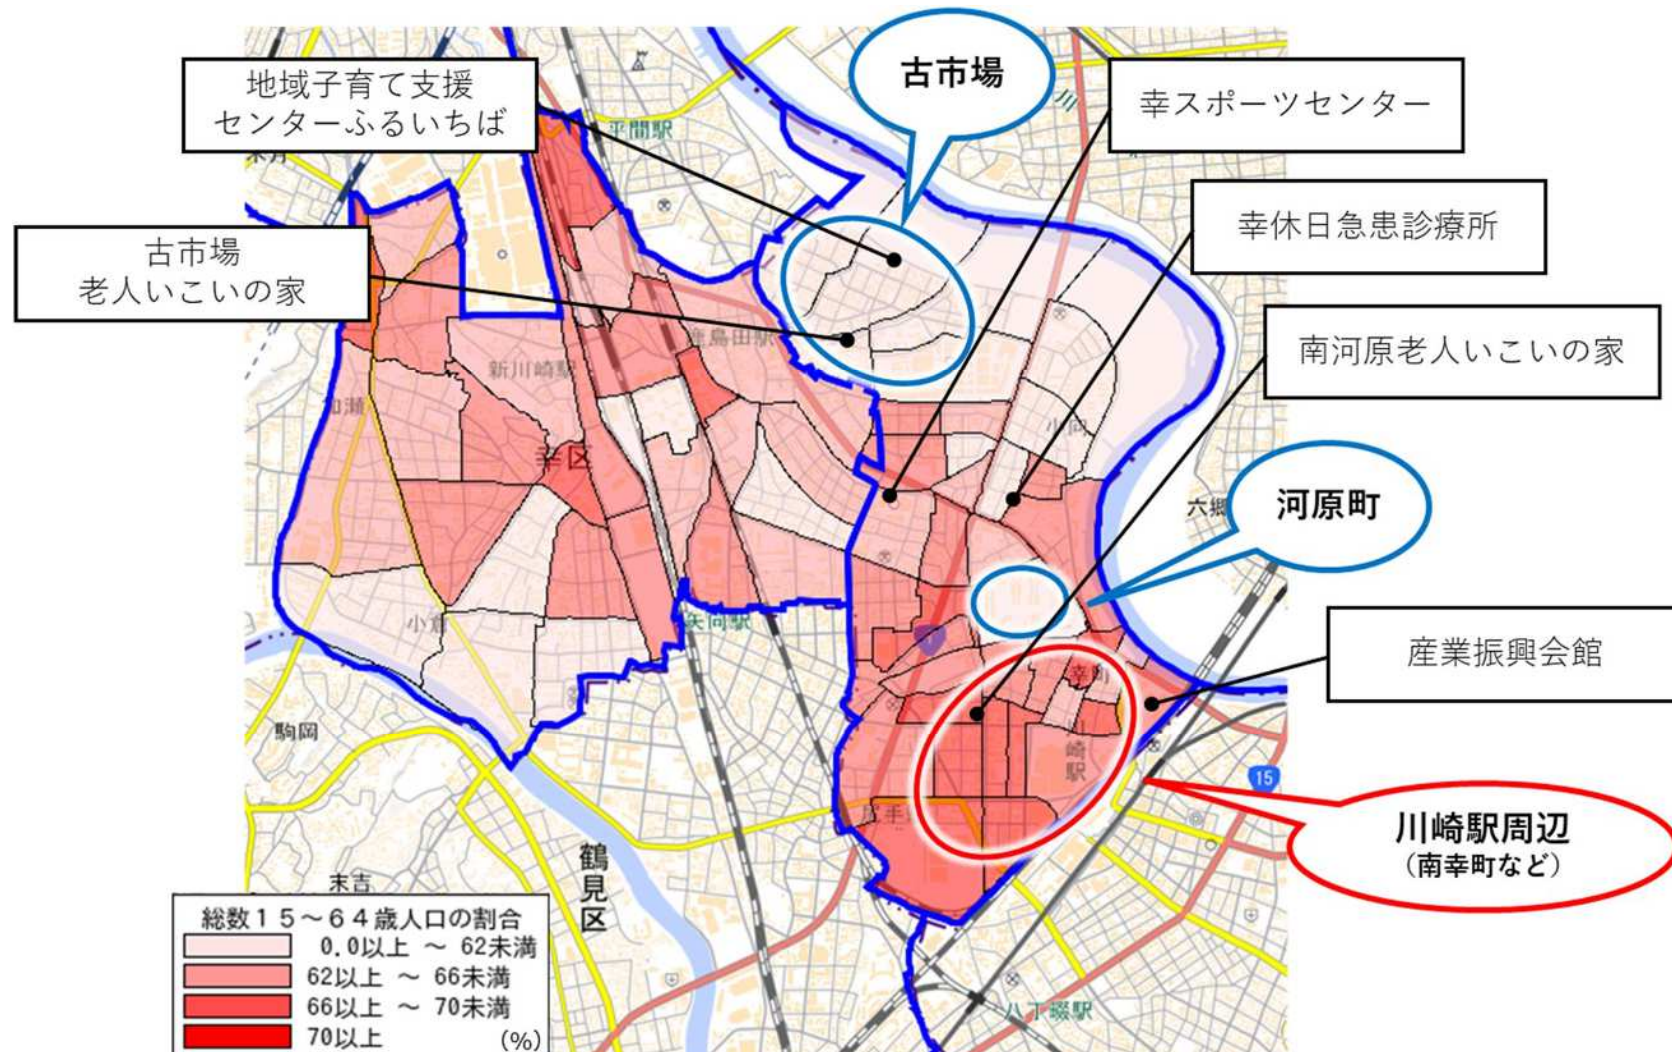 地域子育て支援
センターふるいちば
古市場
幸スポーツセンター
平間駅
川
幸休日急患診療所
古市場
老人いこいの家
南河原老人いこいの家
鹿島田駅
新川崎駅
加瀬
小向
幸区
六郷
河原町
小倉
矢向駅
産業振興会館
幸町
川崎駅
駒岡
15
川崎駅周辺
(南幸町など)
鶴見区
末吉
八丁畷駅
総数15~64歳人口の割合
0.0以上 ~ 62未満
62以上 ~ 66未満
66以上 ~ 70未満
70以上
(%)